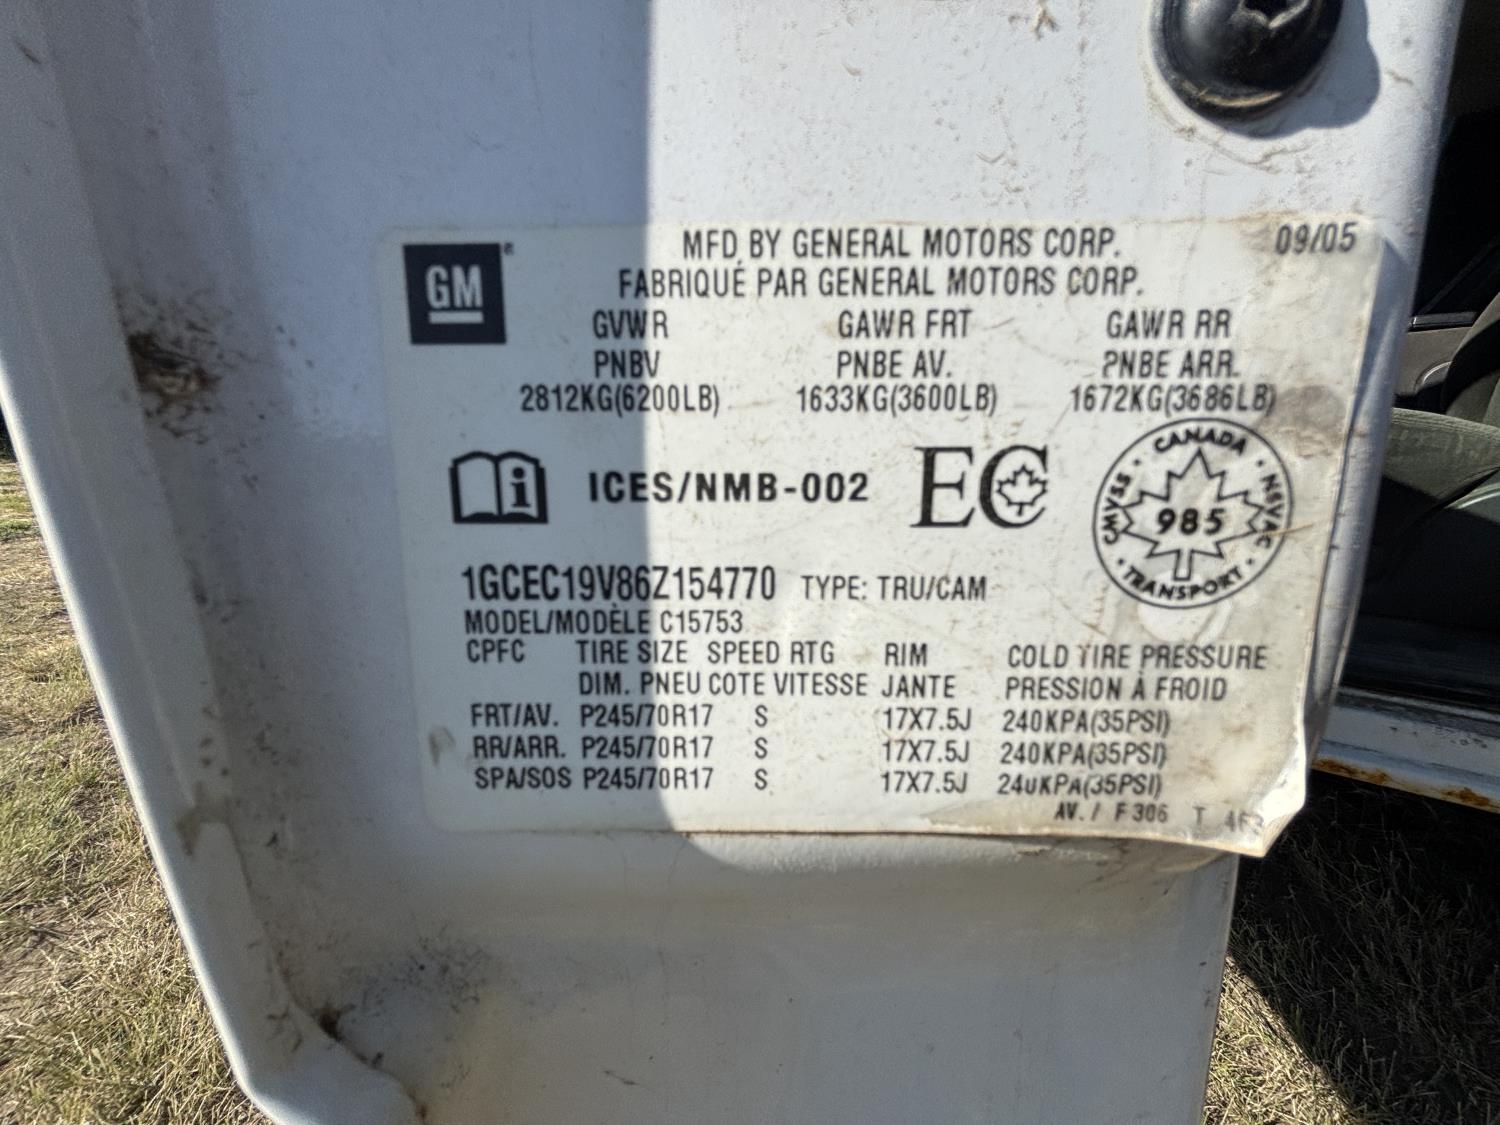 GM®
MFD BY GENERAL MOTORS CORP. 09/05
FABRIQUÉ PAR GENERAL MOTORS CORP.
GVWR GAWR FRT GAWR RR
PNBV PNBE AV. PNBE ARR.
2812KG(6200LB) 1633KG(3600LB) 1672KG(3686LB)
i ICES/NMB-002 EC
CANADA
CMVSS 985 NSVAC
TRANSPORT
1GCEC19V86Z154770 TYPE: TRU/CAM
MODEL/MODÈLE C15753
CPFC TIRE SIZE SPEED RTG RIM COLD TIRE PRESSURE
DIM. PNEU COTE VITESSE JANTE PRESSION À FROID
FRT/AV. P245/70R17 S 17X7.5J 240KPA(35PSI)
RR/ARR. P245/70R17 S 17X7.5J 240KPA(35PSI)
SPA/SOS P245/70R17 S 17X7.5J 240KPA(35PSI)
AV. / F 306 T